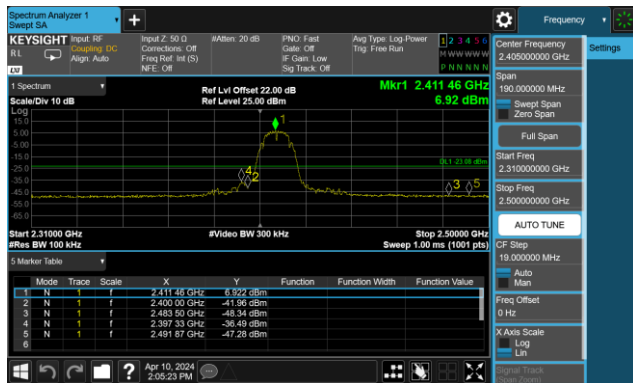 Spectrum Analyzer 1
Swept SA
+
Frequency
KEYSIGHT Input: RF Input Z: 50 Ω #Atten: 20 dB PNO: Fast Avg Type: Log-Power 1 2 3 4 5 6
RL Coupling: DC Corrections: Off Gate: Off Trig: Free Run M W W W W W
Align: Auto Freq Ref: Int (S) IF Gain: Low P N N N N N
NFE: Off Sig Track: Off
Center Frequency
2.405000000 GHz
Settings
1 Spectrum
Ref Lvl Offset 22.00 dB Mkr1 2.411 46 GHz
Scale/Div 10 dB Ref Level 25.00 dBm 6.92 dBm
Log
15.0
5.00
-5.00
-15.0
-25.0
-35.0
-45.0
-55.0
-65.0
1
DL1 -23.08 dBm
4 2 3 5
Start 2.31000 GHz #Video BW 300 kHz Stop 2.50000 GHz
#Res BW 100 kHz Sweep 1.00 ms (1001 pts)
Span
190.000000 MHz
Swept Span
Zero Span
Full Span
Start Freq
2.310000000 GHz
Stop Freq
2.500000000 GHz
AUTO TUNE
CF Step
19.000000 MHz
Auto
Man
Freq Offset
0 Hz
X Axis Scale
Log
Lin
Signal Track
(Span Zoom)
5 Marker Table
Mode Trace Scale X Y Function Function Width Function Value
1 N 1 f 2.411 46 GHz 6.922 dBm
2 N 1 f 2.400 00 GHz -41.96 dBm
3 N 1 f 2.483 50 GHz -48.34 dBm
4 N 1 f 2.397 33 GHz -36.49 dBm
5 N 1 f 2.491 87 GHz -47.28 dBm
6
? Apr 10, 2024
2:05:23 PM